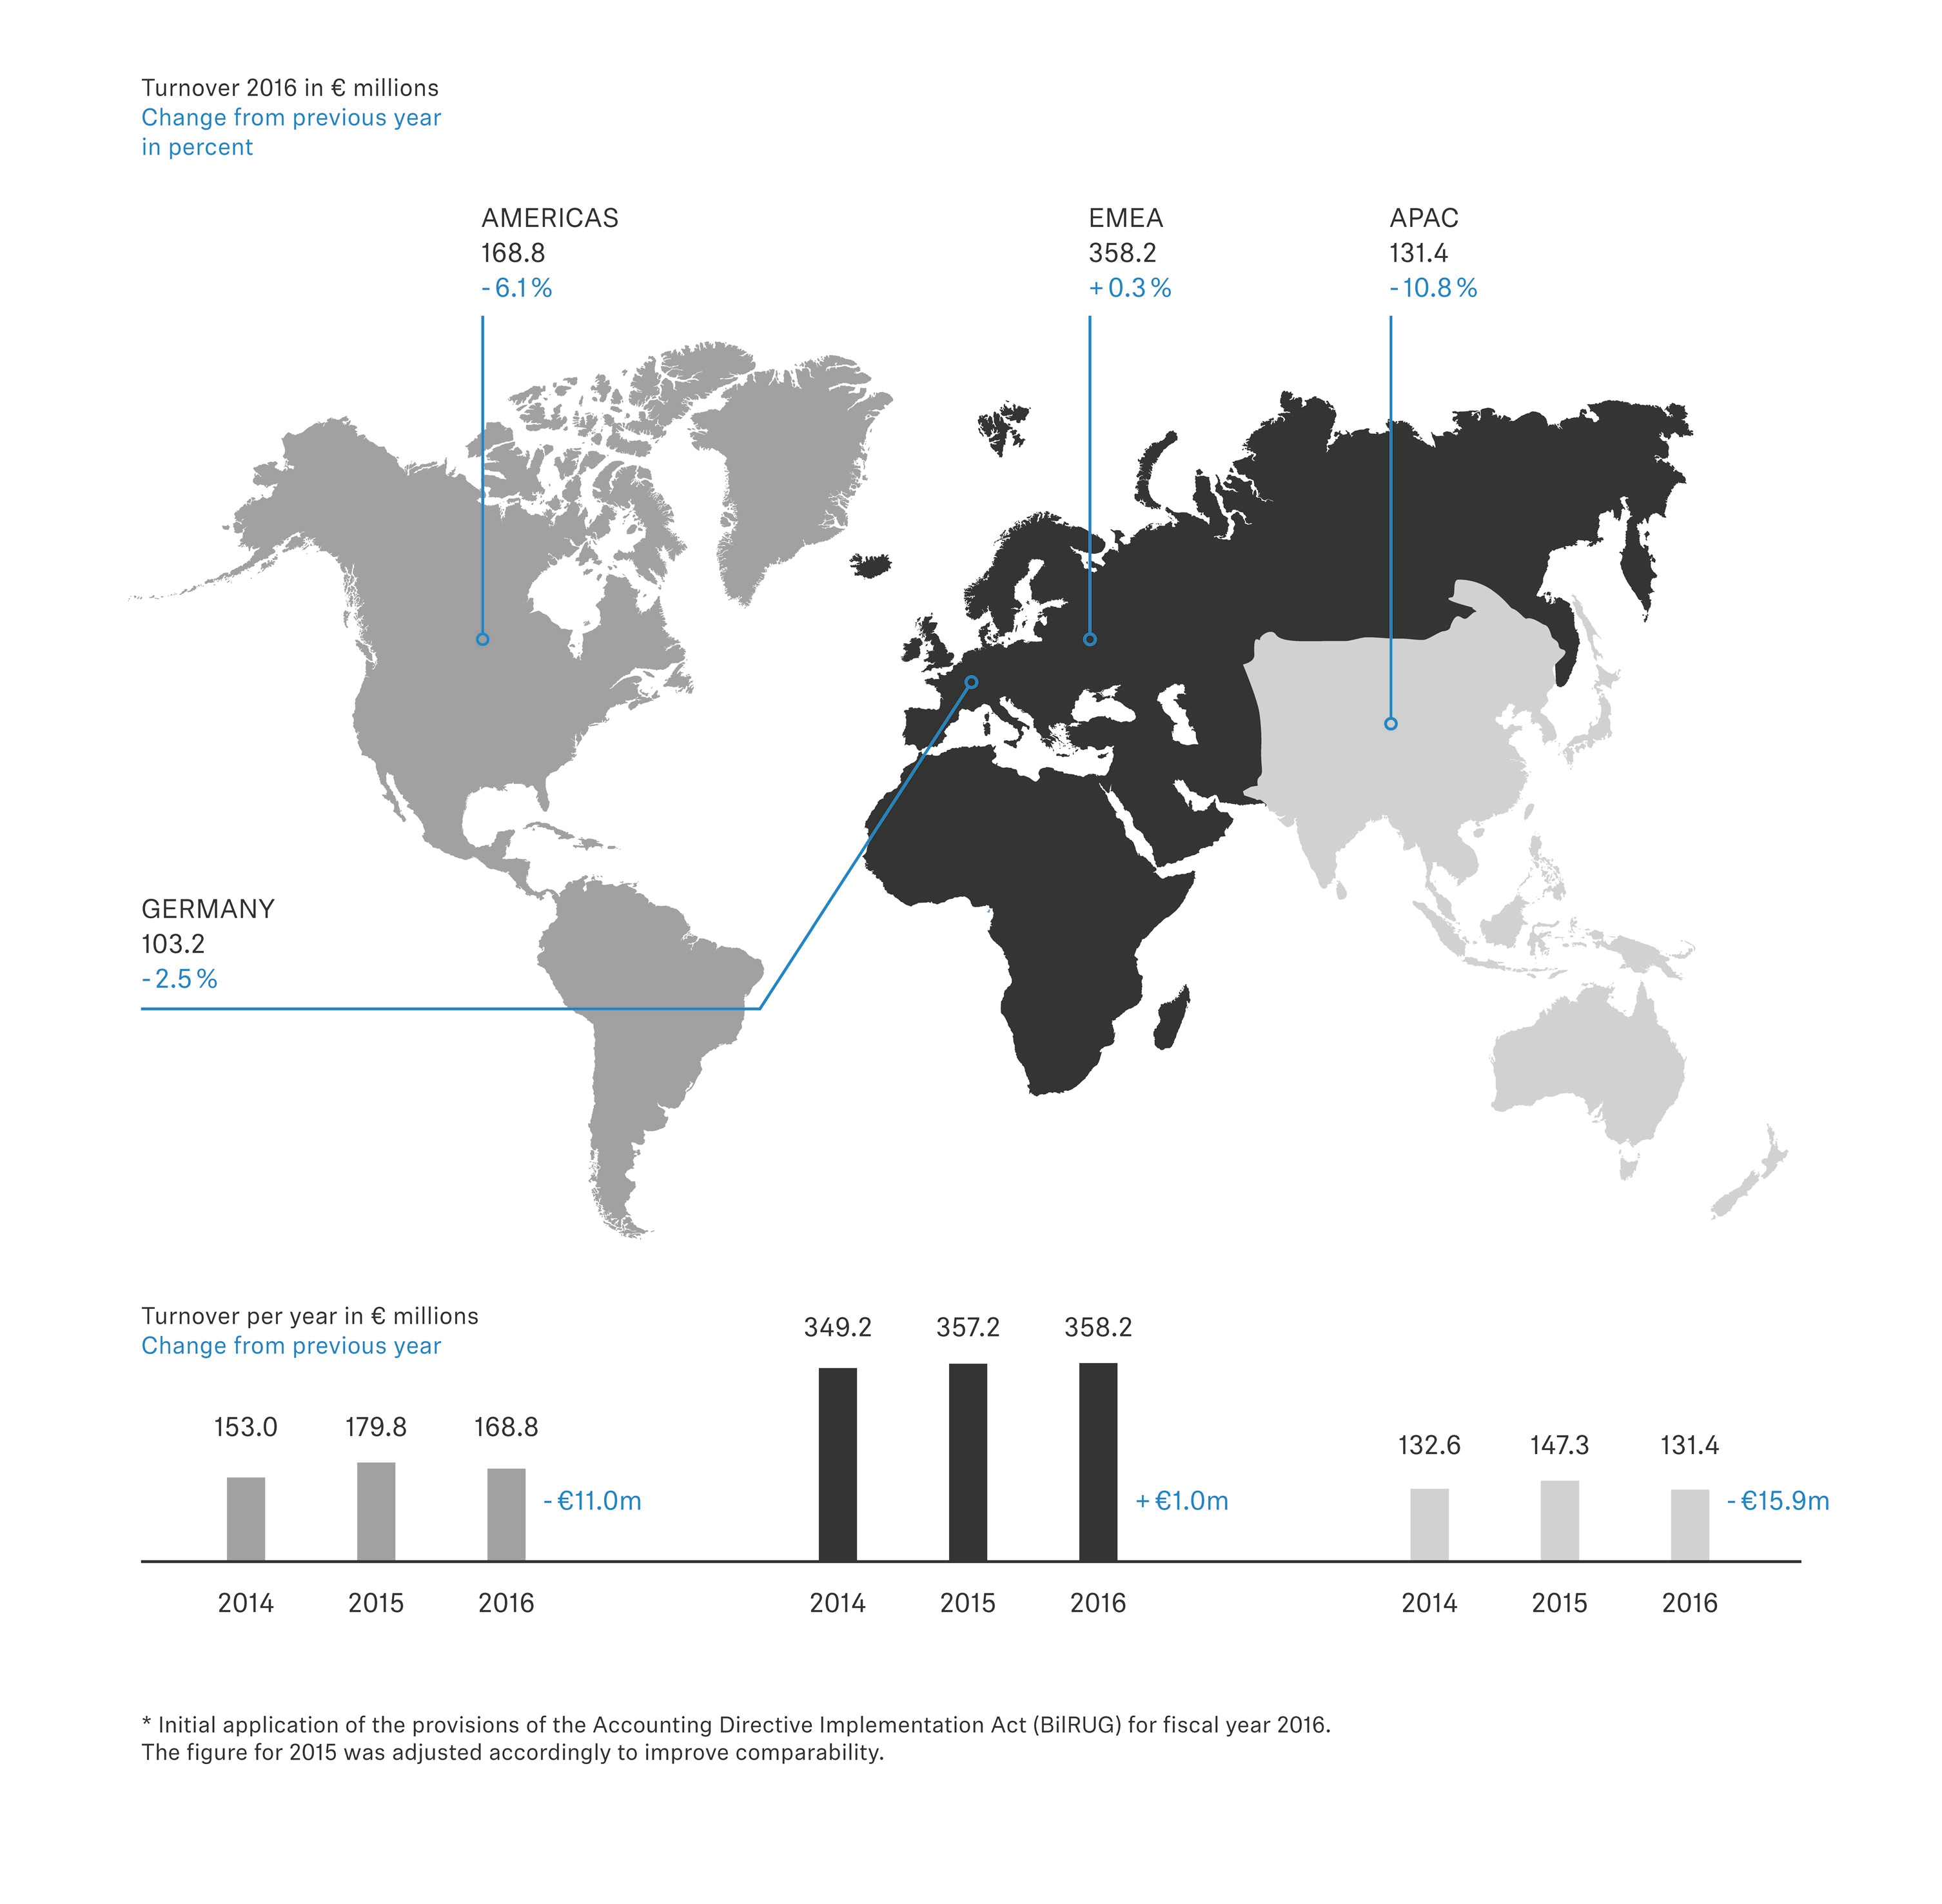 Turnover 2016 in € millions
Change from previous year
in percent
AMERICAS
168.8
- 6.1 %
EMEA
358.2
+ 0.3 %
APAC
131.4
- 10.8 %
GERMANY
103.2
- 2.5 %
Turnover per year in € millions
Change from previous year
153.0 179.8 168.8
- €11.0m
349.2 357.2 358.2
+ €1.0m
132.6 147.3 131.4
- €15.9m
2014 2015 2016
2014 2015 2016
2014 2015 2016
* Initial application of the provisions of the Accounting Directive Implementation Act (BilRUG) for fiscal year 2016.
The figure for 2015 was adjusted accordingly to improve comparability.